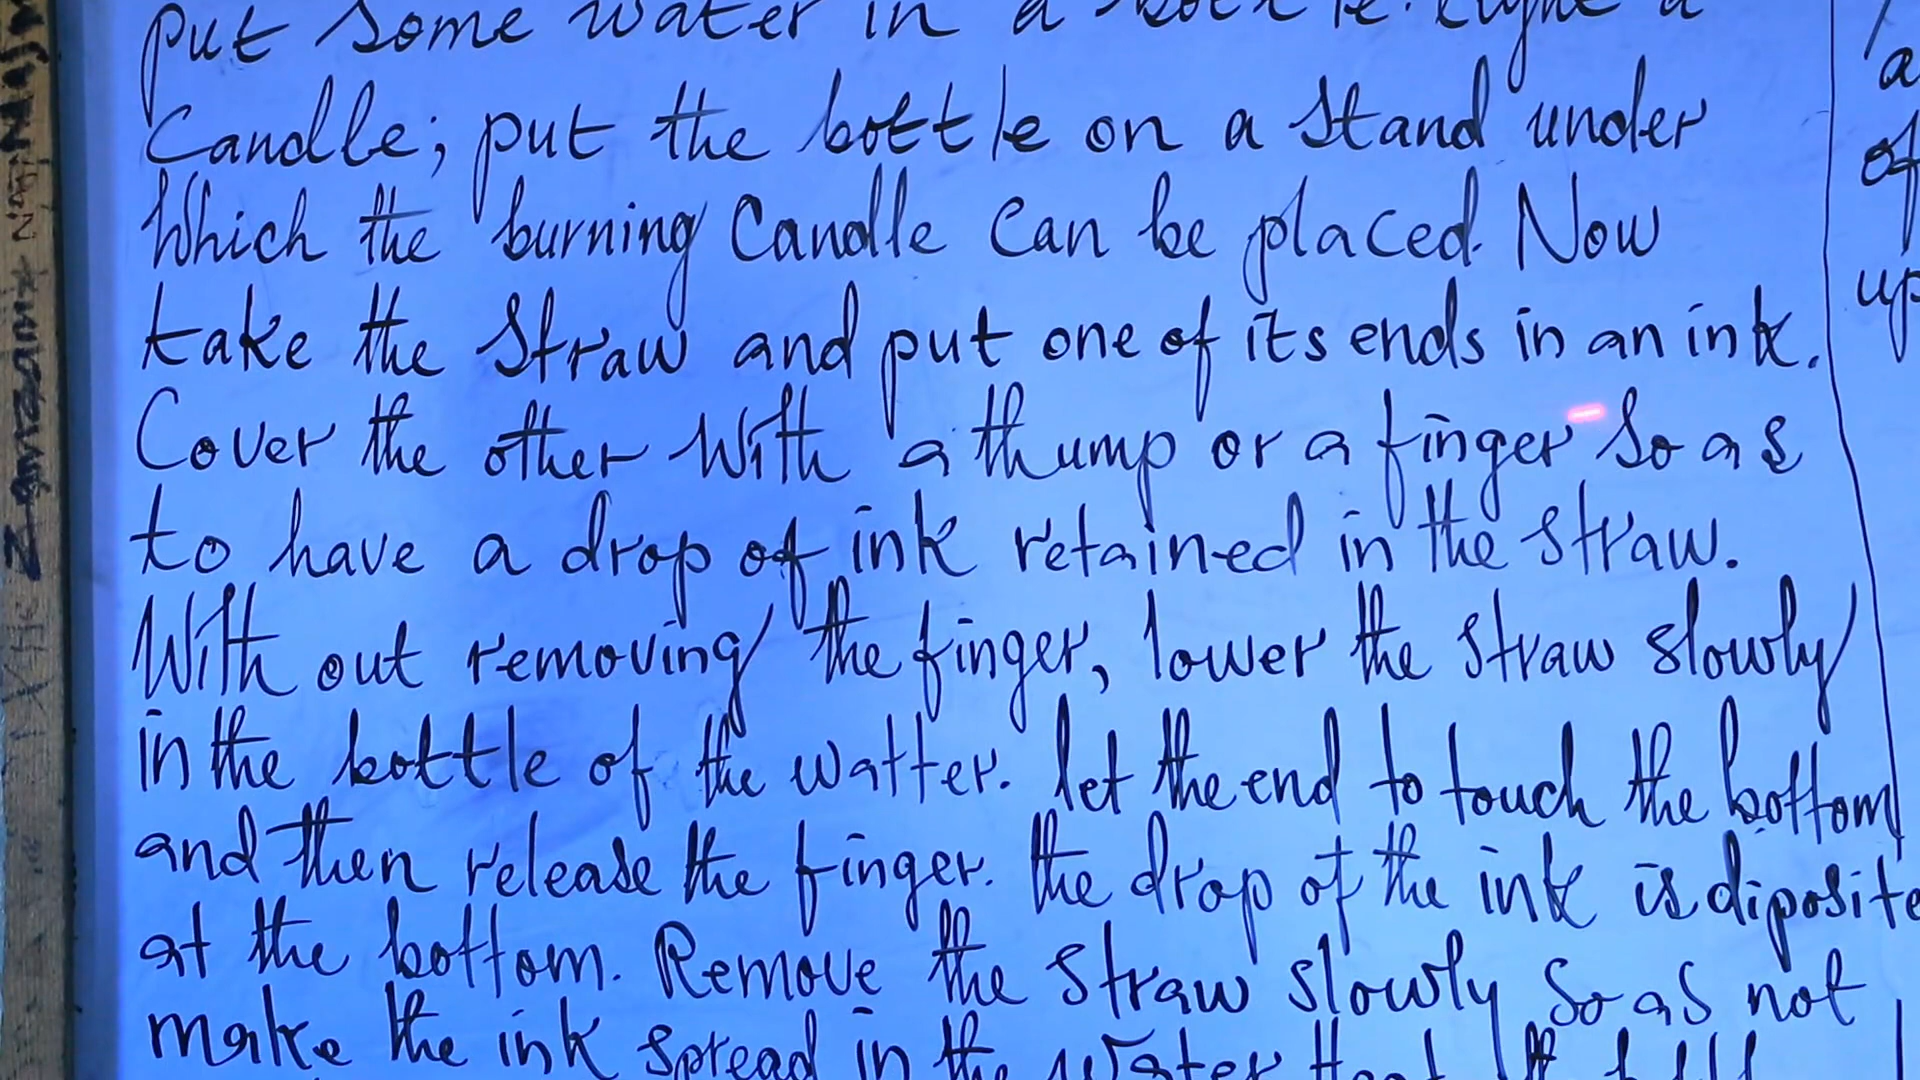 put some water in a bottle. Light a
Candle; put the bottle on a stand under
Which the burning Candle Can be placed. Now
take the Straw and put one of its ends in an ink.
Cover the other With a thump or a finger So as
to have a drop of ink retained in the straw.
With out removing the finger, lower the straw slowly
in the bottle of the watter. let the end to touch the bottom
and then release the finger. the drop of the ink is diposite
at the bottom. Remove the straw slowly So as not
make the ink spread in the water
a
of
up